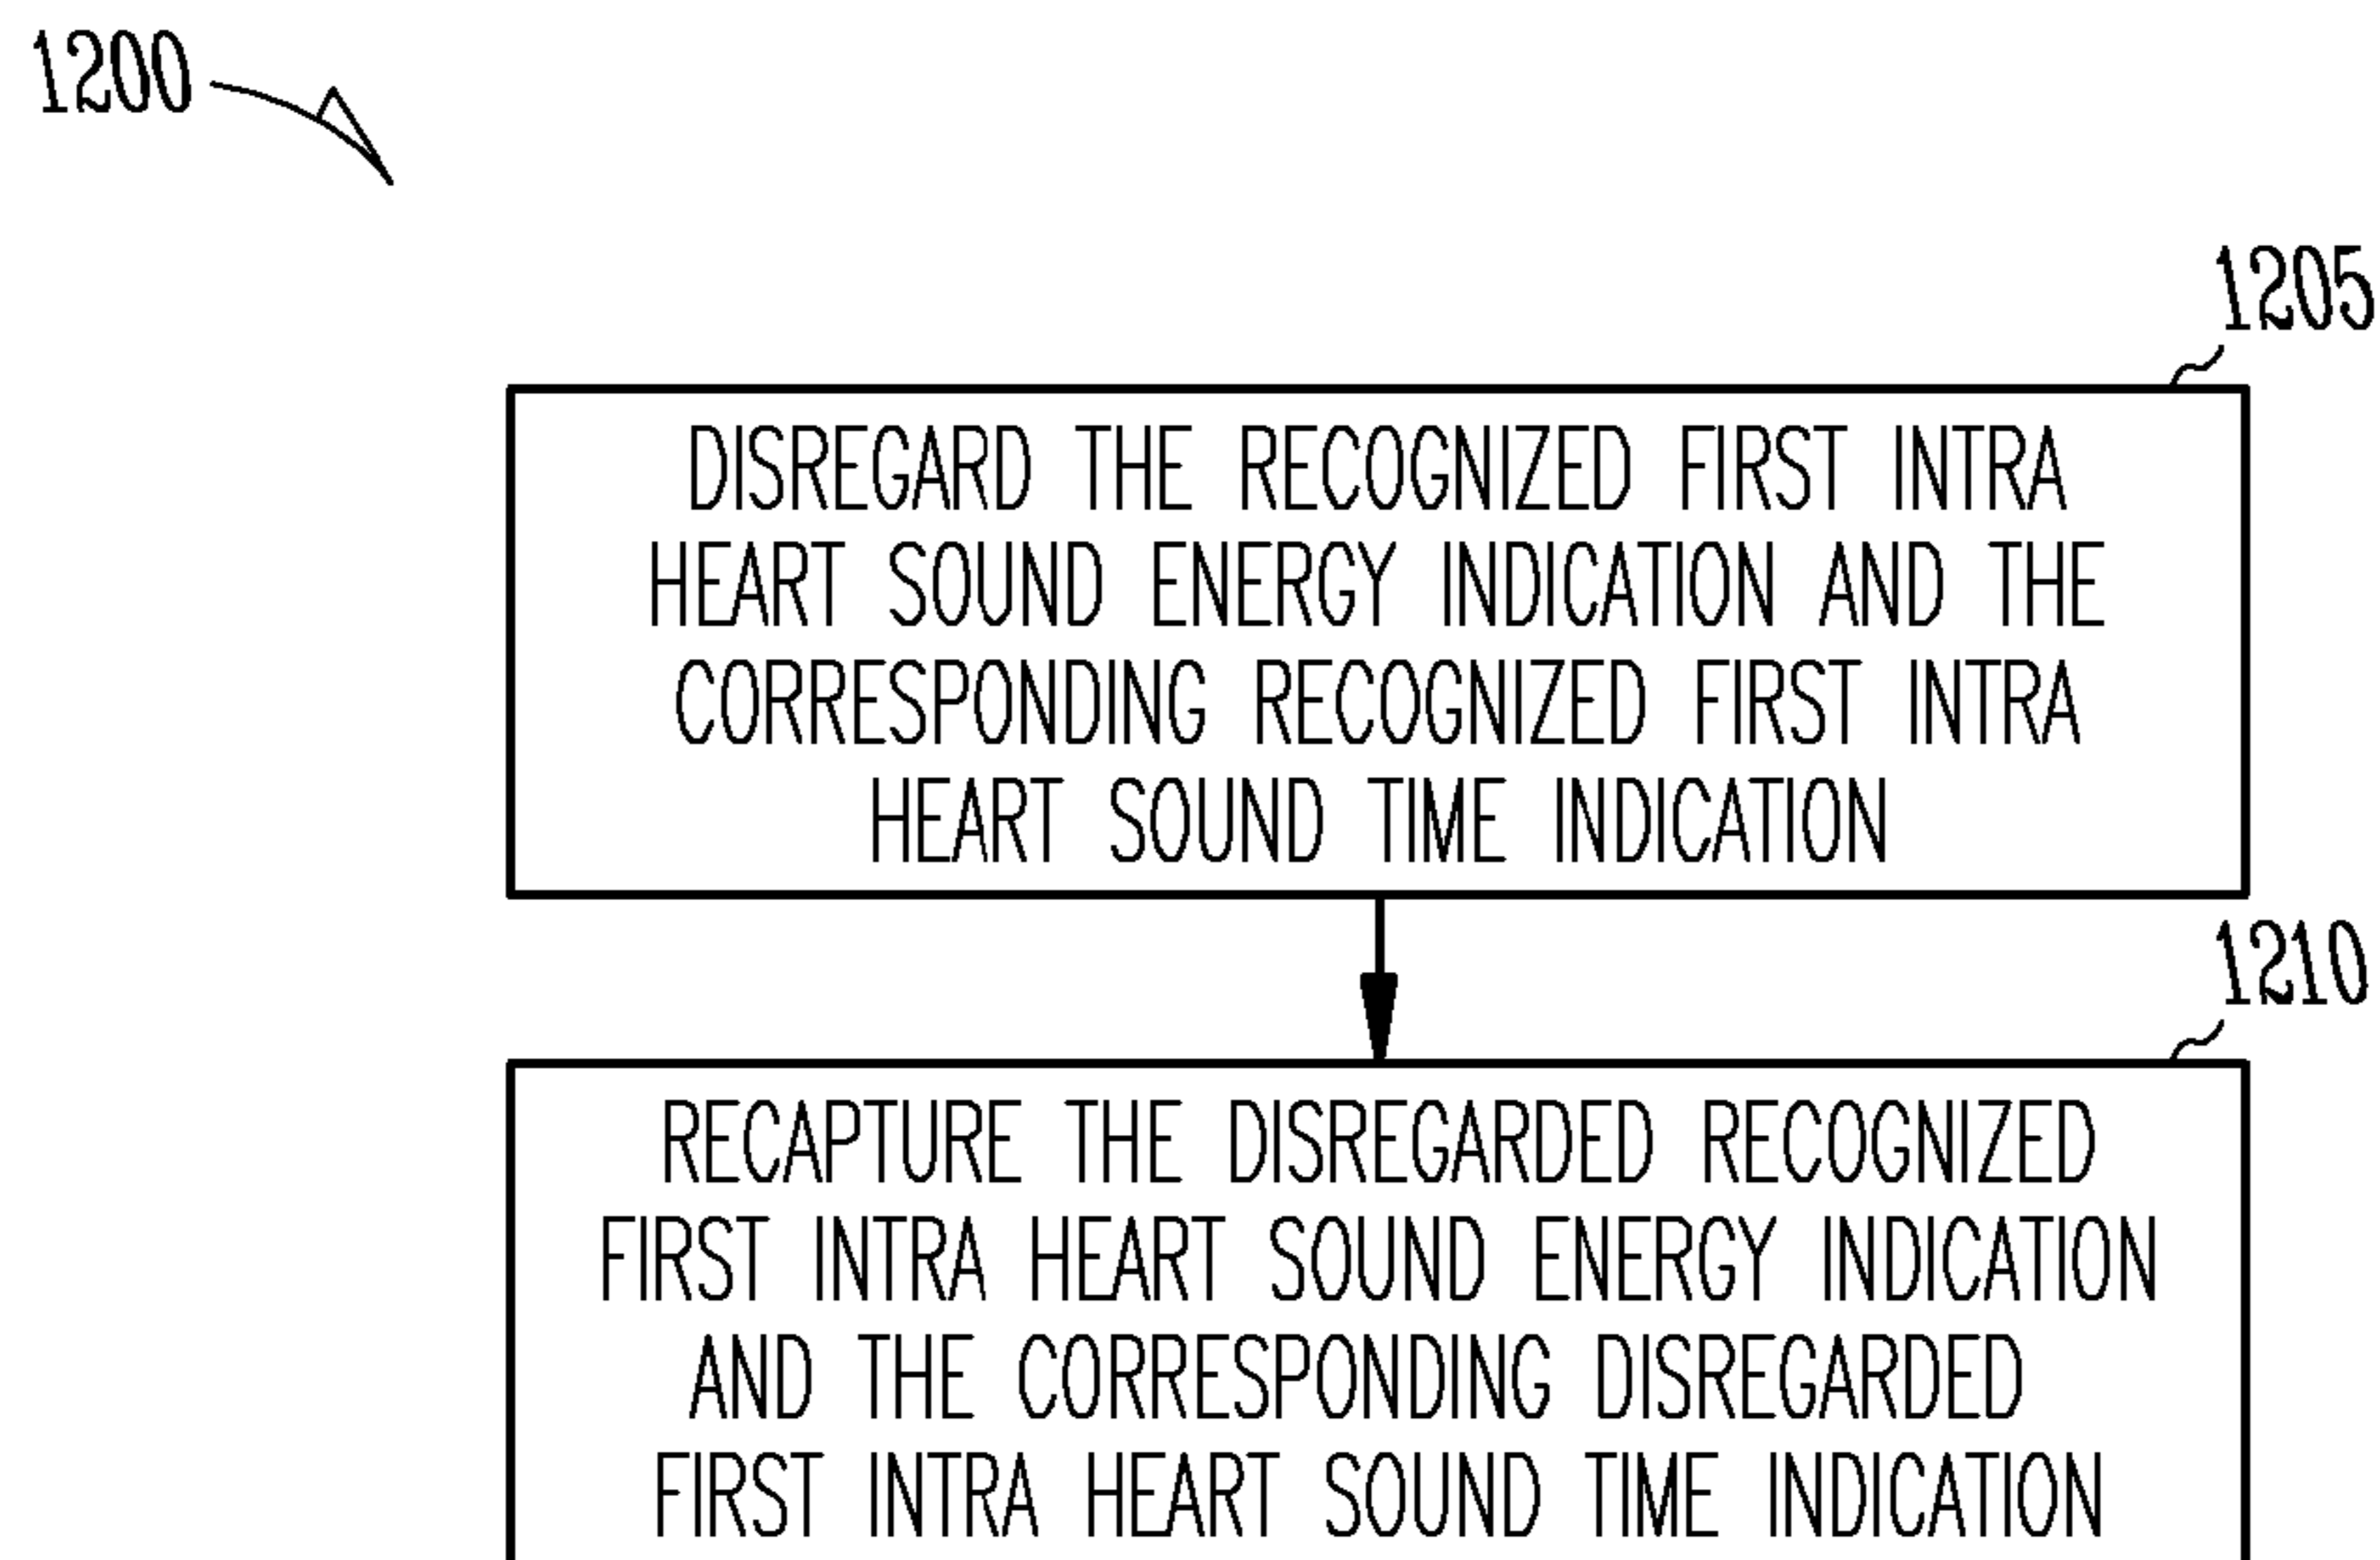 1200
1205
DISREGARD THE RECOGNIZED FIRST INTRA
HEART SOUND ENERGY INDICATION AND THE
CORRESPONDING RECOGNIZED FIRST INTRA
HEART SOUND TIME INDICATION
1210
RECAPTURE THE DISREGARDED RECOGNIZED
FIRST INTRA HEART SOUND ENERGY INDICATION
AND THE CORRESPONDING DISREGARDED
FIRST INTRA HEART SOUND TIME INDICATION